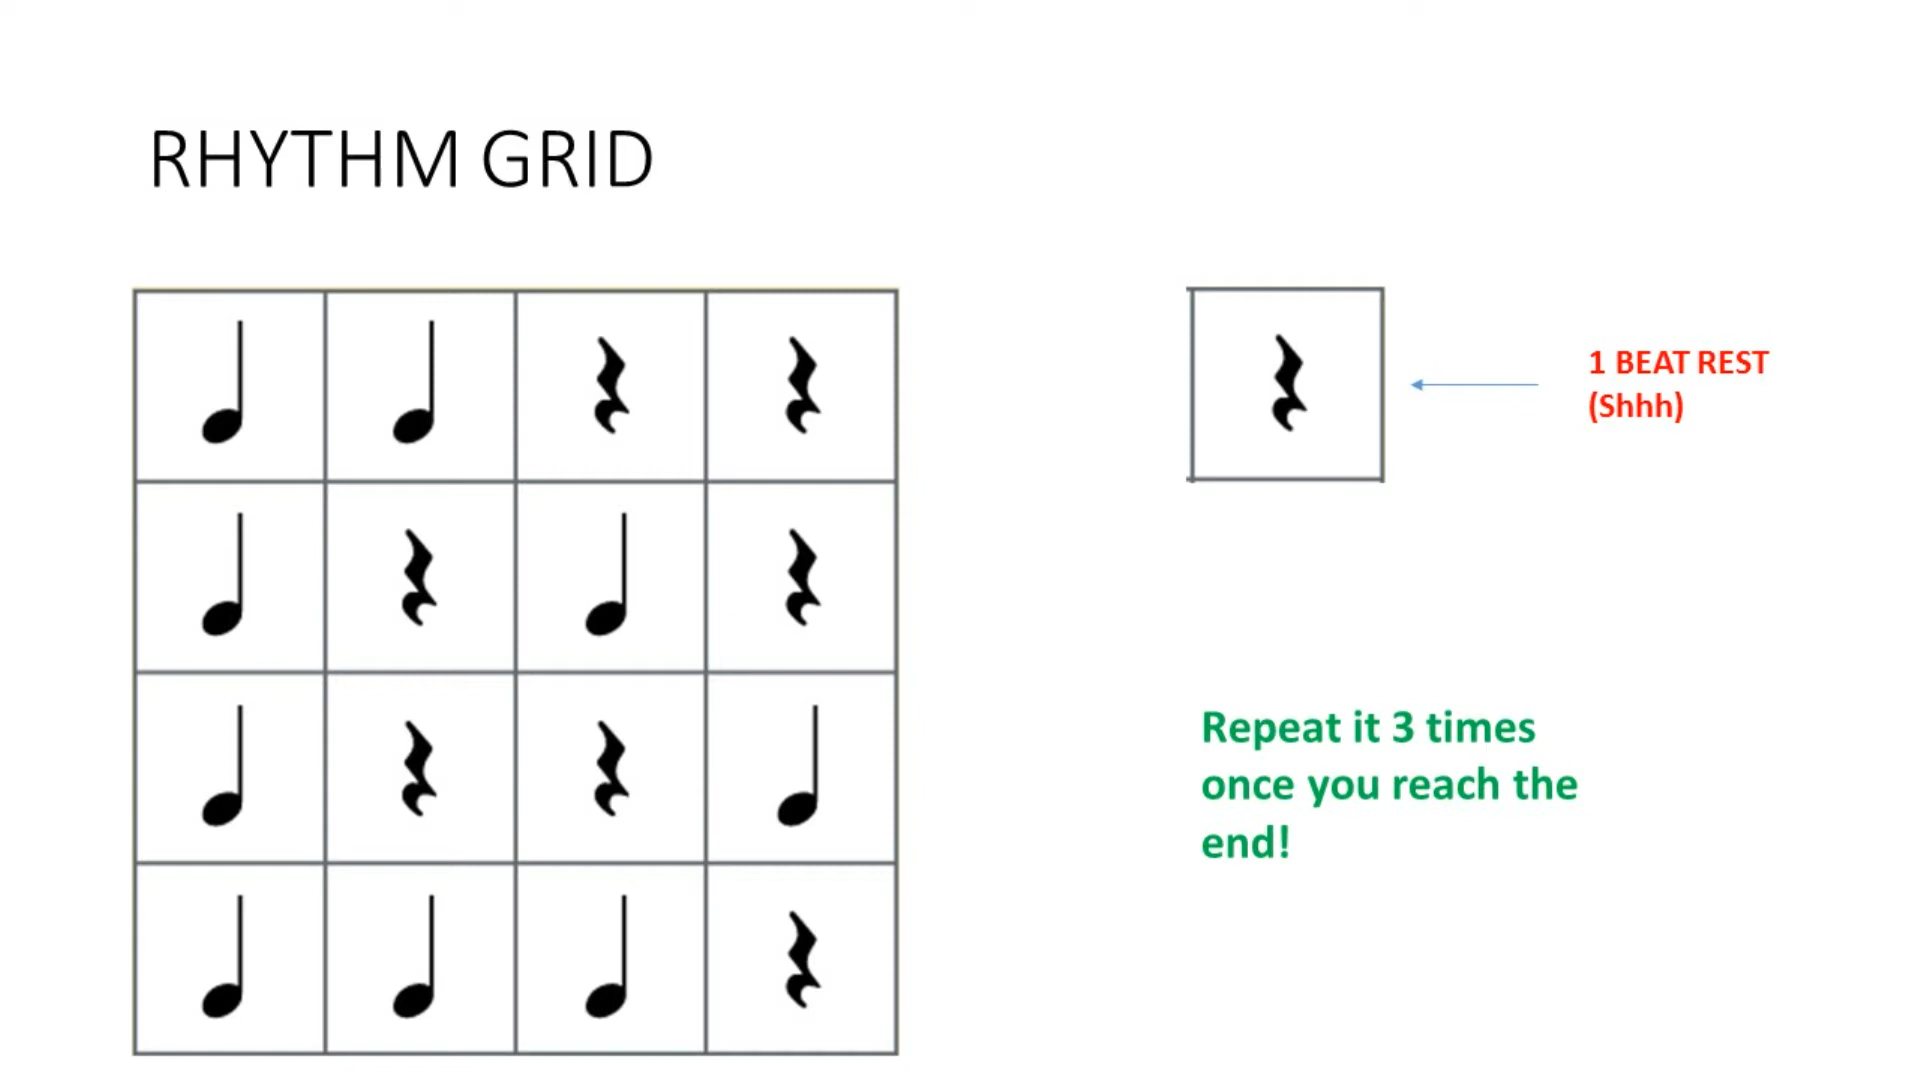 RHYTHM GRID
1 BEAT REST
(Shhh)
Repeat it 3 times
once you reach the
end!